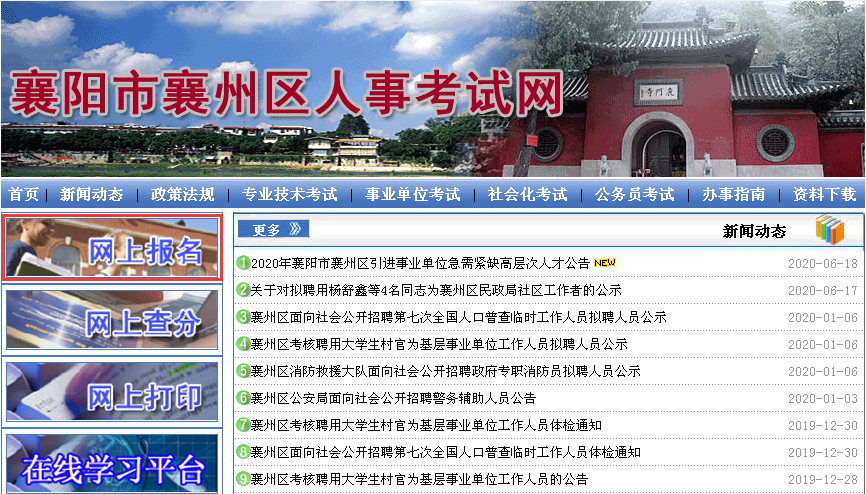 襄阳市襄州区人事考试网
鹿門寺
首页 | 新闻动态 | 政策法规 | 专业技术考试 | 事业单位考试 | 社会化考试 | 公务员考试 | 办事指南 | 资料下载
网上报名
网上查分
网上打印
在线学习平台
更多 新闻动态
1 2020年襄阳市襄州区引进事业单位急需紧缺高层次人才公告 NEW 2020-06-18
2 关于对拟聘用杨舒鑫等4名同志为襄州区民政局社区工作者的公示 2020-06-17
3 襄州区面向社会公开招聘第七次全国人口普查临时工作人员拟聘人员公示 2020-01-06
4 襄州区考核聘用大学生村官为基层事业单位工作人员拟聘人员公示 2020-01-06
5 襄州区消防救援大队面向社会公开招聘政府专职消防员拟聘人员公示 2020-01-06
6 襄州区公安局面向社会公开招聘警务辅助人员公告 2020-01-03
7 襄州区考核聘用大学生村官为基层事业单位工作人员体检通知 2019-12-30
8 襄州区面向社会公开招聘第七次全国人口普查临时工作人员体检通知 2019-12-30
9 襄州区考核聘用大学生村官为基层事业单位工作人员的公告 2019-12-28